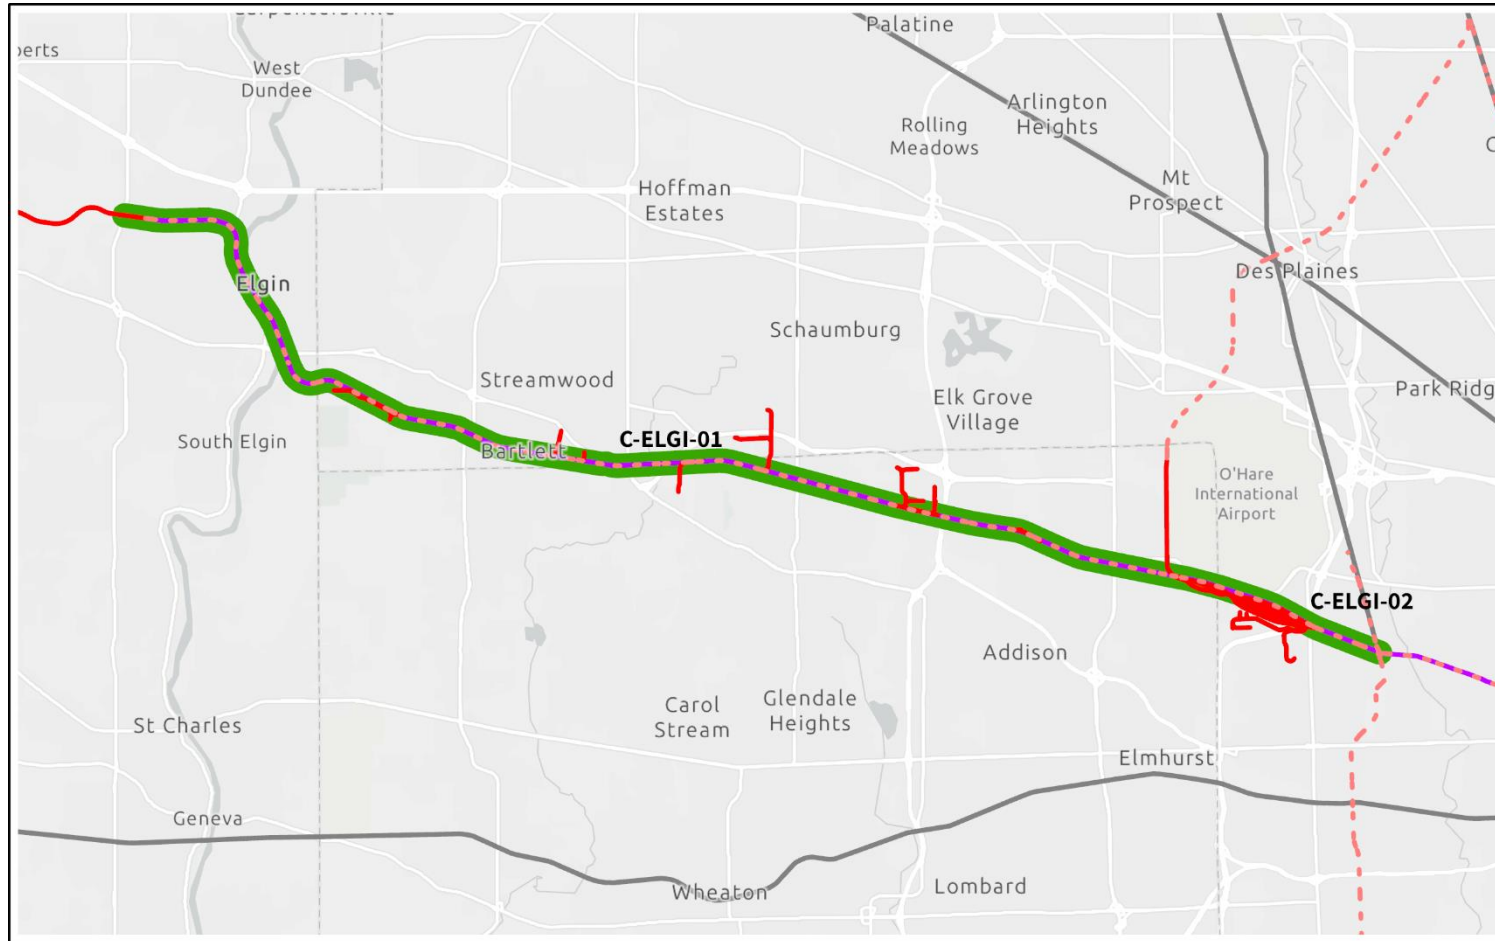 Palatine
West
Dundee
Arlington
Heights
Rolling
Meadows
Mt
Prospect
Hoffman
Estates
Des Plaines
Elgin
Schaumburg
Streamwood
Elk Grove
Village
Park Ridg
South Elgin
C-ELGI-01
Bartlett
O'Hare
International
Airport
C-ELGI-02
Addison
Carol
Stream
Glendale
Heights
St Charles
Elmhurst
Geneva
Wheaton
Lombard